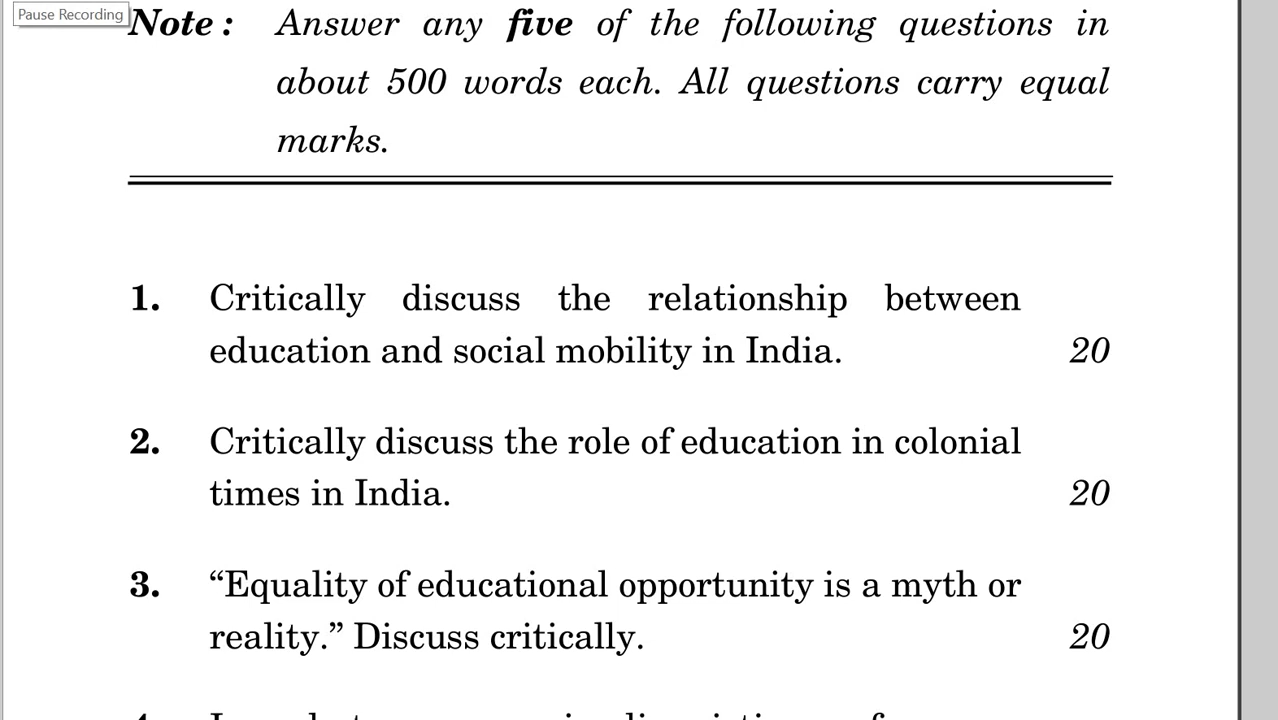 Pause Recording
Note : Answer any five of the following questions in
about 500 words each. All questions carry equal
marks.
1. Critically discuss the relationship between
education and social mobility in India. 20
2. Critically discuss the role of education in colonial
times in India. 20
3. “Equality of educational opportunity is a myth or
reality.” Discuss critically. 20